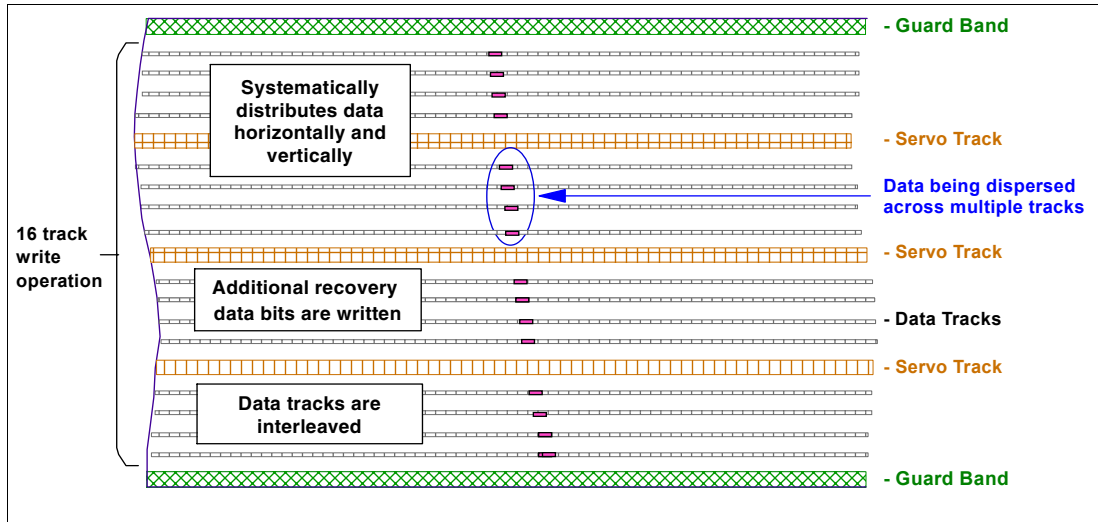 - Guard Band
Systematically
distributes data
horizontally and
vertically
- Servo Track
Data being dispersed
across multiple tracks
16 track
write
operation
- Servo Track
Additional recovery
data bits are written
- Data Tracks
- Servo Track
Data tracks are
interleaved
- Guard Band